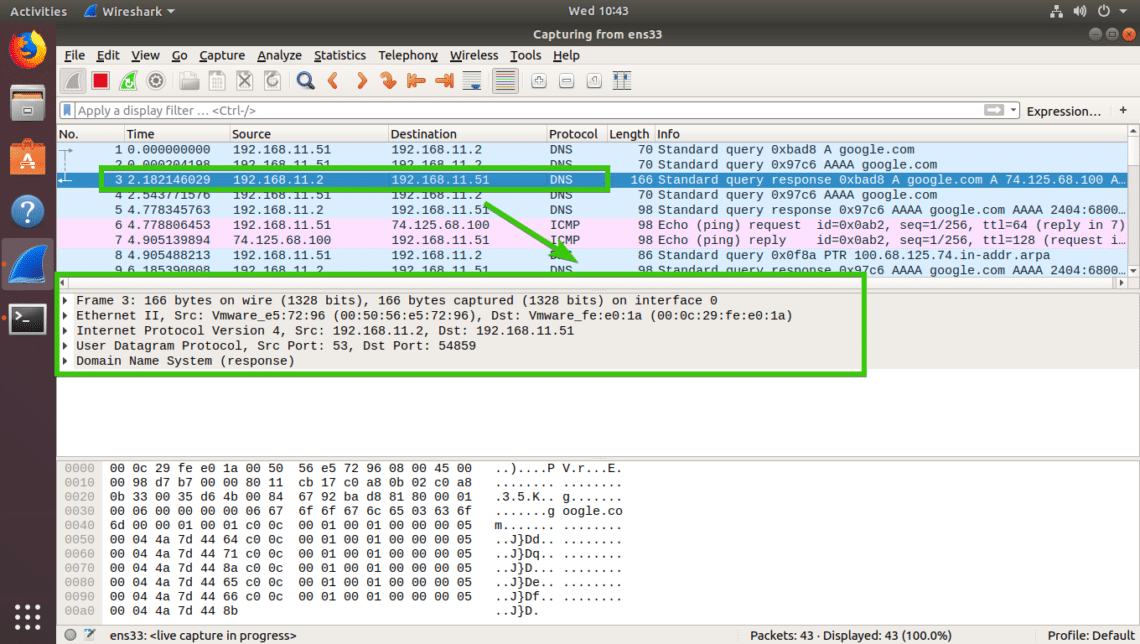 Activities Wireshark Wed 10:43
Capturing from ens33
File Edit View Go Capture Analyze Statistics Telephony Wireless Tools Help
Apply a display filter … <Ctrl-/> Expression… +
No. Time Source Destination Protocol Length Info
1 0.000000000 192.168.11.51 192.168.11.2 DNS 70 Standard query 0xbad8 A google.com
2 0.000204198 192.168.11.51 192.168.11.2 DNS 70 Standard query 0x97c6 AAAA google.com
3 2.182146029 192.168.11.2 192.168.11.51 DNS 166 Standard query response 0xbad8 A google.com A 74.125.68.100 A…
4 2.543771576 192.168.11.51 192.168.11.2 DNS 70 Standard query 0x97c6 AAAA google.com
5 4.778345763 192.168.11.2 192.168.11.51 DNS 98 Standard query response 0x97c6 AAAA google.com AAAA 2404:6800…
6 4.778806453 192.168.11.51 74.125.68.100 ICMP 98 Echo (ping) request id=0x0ab2, seq=1/256, ttl=64 (reply in 7)
7 4.905139894 74.125.68.100 192.168.11.51 ICMP 98 Echo (ping) reply id=0x0ab2, seq=1/256, ttl=128 (request i…
8 4.905488213 192.168.11.51 192.168.11.2 86 Standard query 0x0f8a PTR 100.68.125.74.in-addr.arpa
9 6.185390808 192.168.11.2 192.168.11.51 DNS 98 Standard query response 0x97c6 AAAA google.com AAAA 2404:6800…
Frame 3: 166 bytes on wire (1328 bits), 166 bytes captured (1328 bits) on interface 0
Ethernet II, Src: Vmware_e5:72:96 (00:50:56:e5:72:96), Dst: Vmware_fe:e0:1a (00:0c:29:fe:e0:1a)
Internet Protocol Version 4, Src: 192.168.11.2, Dst: 192.168.11.51
User Datagram Protocol, Src Port: 53, Dst Port: 54859
Domain Name System (response)
0000 00 0c 29 fe e0 1a 00 50 56 e5 72 96 08 00 45 00 ..)....P V.r...E.
0010 00 98 d7 b7 00 00 80 11 cb 17 c0 a8 0b 02 c0 a8 ........ ........
0020 0b 33 00 35 d6 4b 00 84 67 92 ba d8 81 80 00 01 .3.5.K.. g.......
0030 00 06 00 00 00 00 06 67 6f 6f 67 6c 65 03 63 6f .......g oogle.co
0040 6d 00 00 01 00 01 c0 0c 00 01 00 01 00 00 00 05 m....... ........
0050 00 04 4a 7d 44 64 c0 0c 00 01 00 01 00 00 00 05 ..J}Dd.. ........
0060 00 04 4a 7d 44 71 c0 0c 00 01 00 01 00 00 00 05 ..J}Dq.. ........
0070 00 04 4a 7d 44 8a c0 0c 00 01 00 01 00 00 00 05 ..J}D... ........
0080 00 04 4a 7d 44 65 c0 0c 00 01 00 01 00 00 00 05 ..J}De.. ........
0090 00 04 4a 7d 44 66 c0 0c 00 01 00 01 00 00 00 05 ..J}Df.. ........
00a0 00 04 4a 7d 44 8b ..J}D.
ens33: <live capture in progress> Packets: 43 · Displayed: 43 (100.0%) Profile: Default